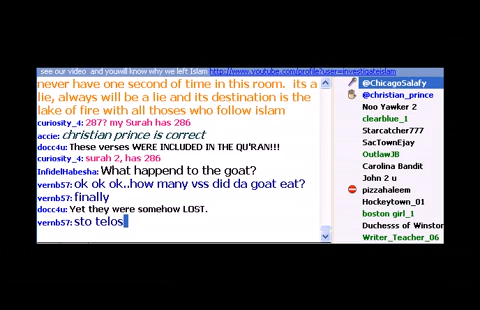 see our video and youwill know why we left Islam http://www.youtube.com/profile?user=investigateislam
never have one second of time in this room. its a
lie, always will be a lie and its destination is the
lake of fire with all those who follow islam
curiosity_4: 287? my Surah has 286
accie: christian prince is correct
docc4u: These verses WERE INCLUDED IN THE QU'RAN!!!
curiosity_4: surah 2, has 286
InfidelHabesha: What happend to the goat?
vernb57: ok ok ok..how many vss did da goat eat?
vernb57: finally
docc4u: Yet they were somehow LOST.
vernb57: sto telos
@ChicagoSalafy
@christian_prince
Noo Yawker 2
clearblue_1
Starcatcher777
SacTownEjay
OutlawJB
Carolina Bandit
John 2 u
pizzahaleem
Hockeytown_01
boston girl_1
Duchesss of Winstor
Writer_Teacher_06